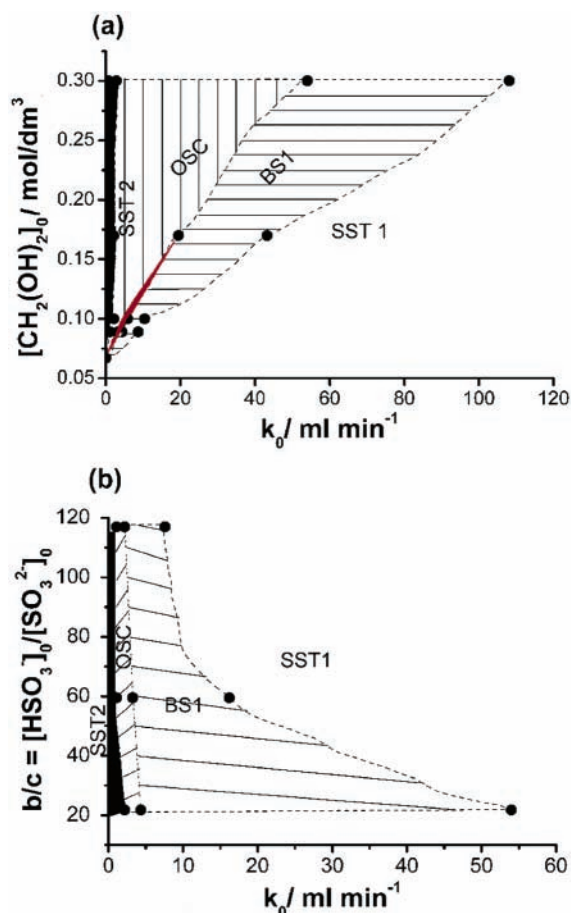 (a)
[CH₂(OH)₂]₀/ mol/dm³
0.30
0.25
0.20
0.15
0.10
0.05
SST 2
OSC
BS1
SST 1
0 20 40 60 80 100 120
k₀/ ml min⁻¹
(b)
b/c = [HSO₃⁻]₀/[SO₃²⁻]₀
120
100
80
60
40
20
SST2
OSC
BS1
SST1
0 10 20 30 40 50 60
k₀/ ml min⁻¹